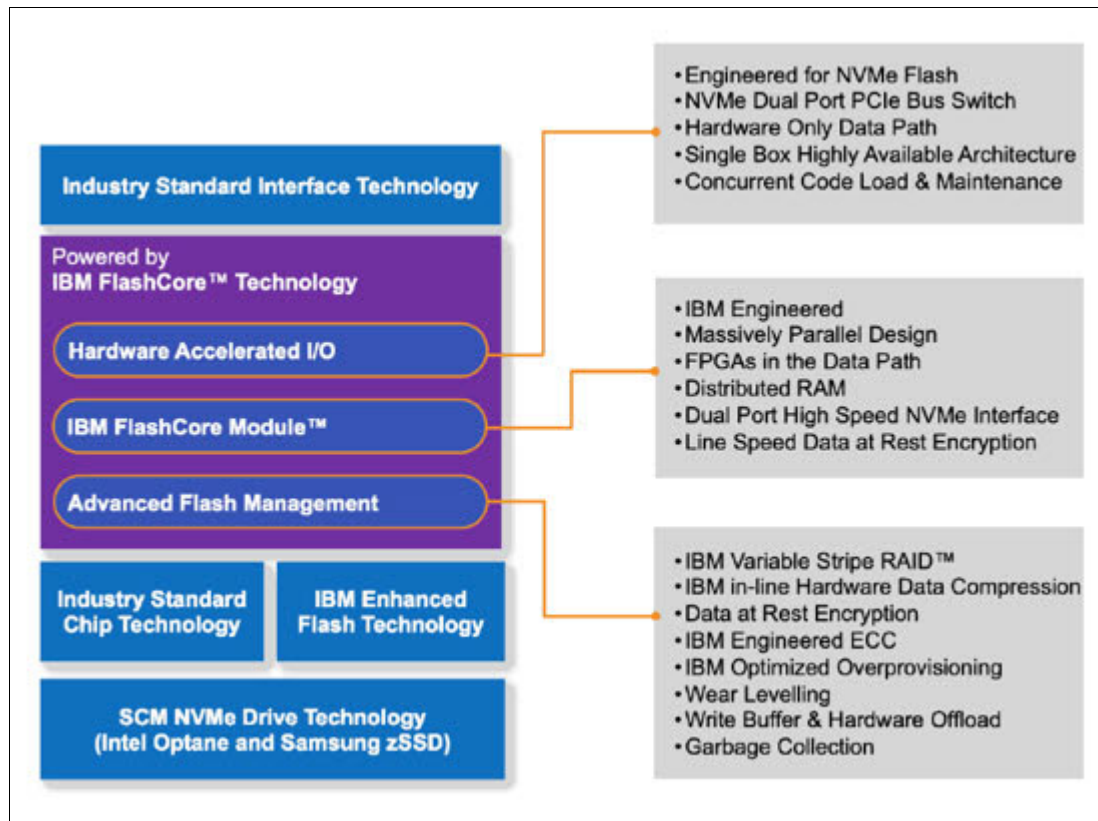 Industry Standard Interface Technology
Powered by
IBM FlashCore™ Technology
Hardware Accelerated I/O
IBM FlashCore Module™
Advanced Flash Management
Industry Standard
Chip Technology
IBM Enhanced
Flash Technology
SCM NVMe Drive Technology
(Intel Optane and Samsung zSSD)
•Engineered for NVMe Flash
•NVMe Dual Port PCIe Bus Switch
•Hardware Only Data Path
•Single Box Highly Available Architecture
•Concurrent Code Load & Maintenance
•IBM Engineered
•Massively Parallel Design
•FPGAs in the Data Path
•Distributed RAM
•Dual Port High Speed NVMe Interface
•Line Speed Data at Rest Encryption
•IBM Variable Stripe RAID™
•IBM in-line Hardware Data Compression
•Data at Rest Encryption
•IBM Engineered ECC
•IBM Optimized Overprovisioning
•Wear Levelling
•Write Buffer & Hardware Offload
•Garbage Collection